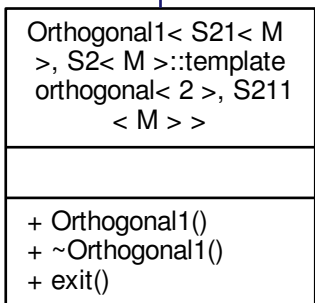 Orthogonal1< S21< M
>, S2< M >::template
orthogonal< 2 >, S211
< M > >
+ Orthogonal1()
+ ~Orthogonal1()
+ exit()